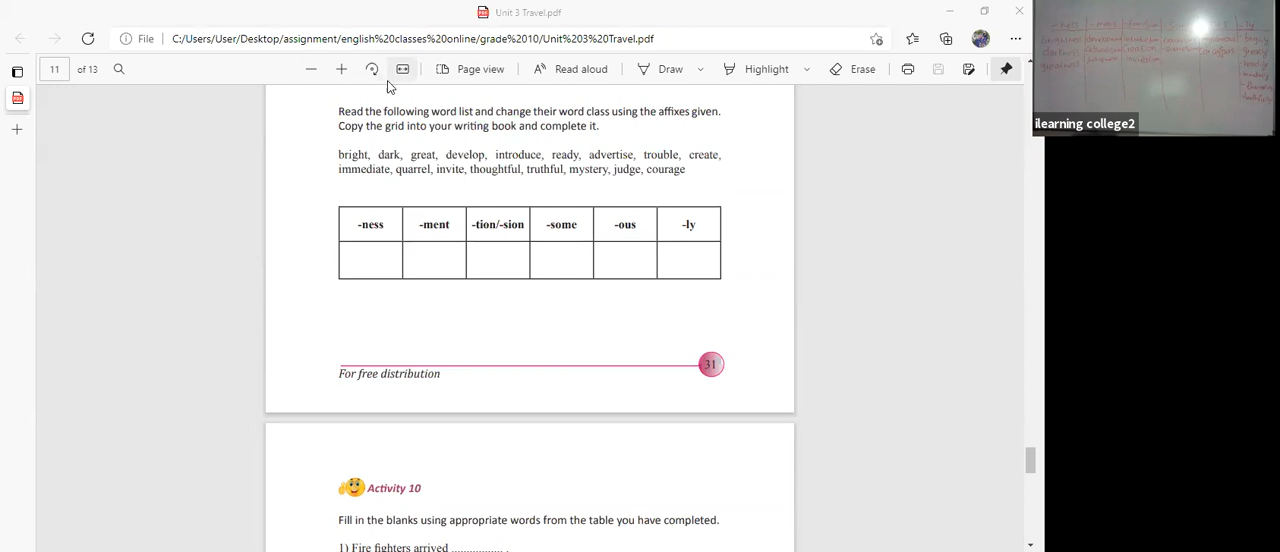 Unit 3 Travel.pdf
File C:/Users/User/Desktop/assignment/english%20classes%20online/grade%2010/Unit%203%20Travel.pdf
11 of 13 Page view Read aloud Draw Highlight Erase
Read the following word list and change their word class using the affixes given.
Copy the grid into your writing book and complete it.
bright, dark, great, develop, introduce, ready, advertise, trouble, create,
immediate, quarrel, invite, thoughtful, truthful, mystery, judge, courage
-ness -ment -tion/-sion -some -ous -ly
31
For free distribution
Activity 10
Fill in the blanks using appropriate words from the table you have completed.
1) Fire fighters arrived ................. .
ilearning college2